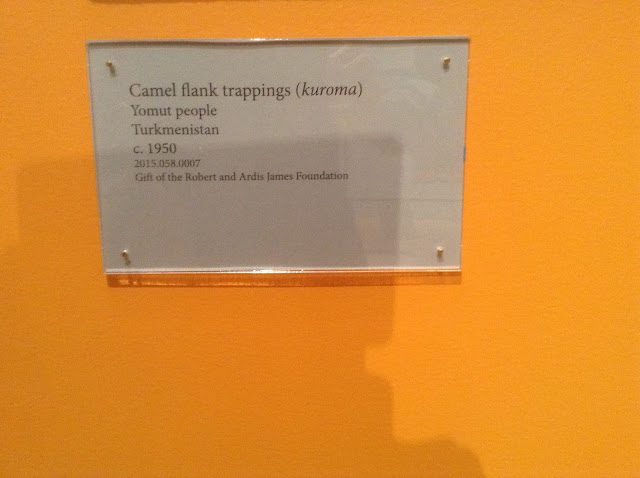 Camel flank trappings (kuroma)
Yomut people
Turkmenistan
c. 1950
2015.058.0007
Gift of the Robert and Ardis James Foundation